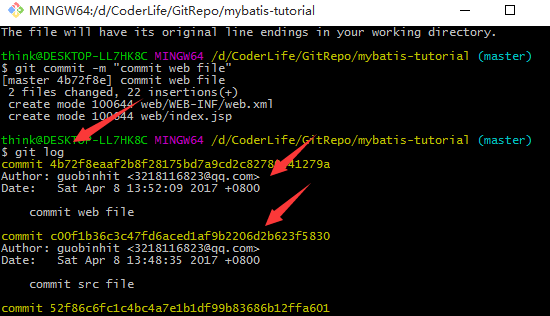 MINGW64:/d/CoderLife/GitRepo/mybatis-tutorial
The file will have its original line endings in your working directory.
think@DESKTOP-LL7HK8C MINGW64 /d/CoderLife/GitRepo/mybatis-tutorial (master)
$ git commit -m "commit web file"
[master 4b72f8e] commit web file
2 files changed, 22 insertions(+)
create mode 100644 web/WEB-INF/web.xml
create mode 100644 web/index.jsp
think@DESKTOP-LL7HK8C MINGW64 /d/CoderLife/GitRepo/mybatis-tutorial (master)
$ git log
commit
Author: guobinhit <3218116823@qq.com>
Date: Sat Apr 8 13:52:09 2017 +0800
commit web file
commit c00f1b36c3c47fd6aced1af9b2206d2b623f5830
Author: guobinhit <3218116823@qq.com>
Date: Sat Apr 8 13:48:35 2017 +0800
commit src file
commit 52f86c6fc1c4bc4a7e1b1df99b83686b12ffa601